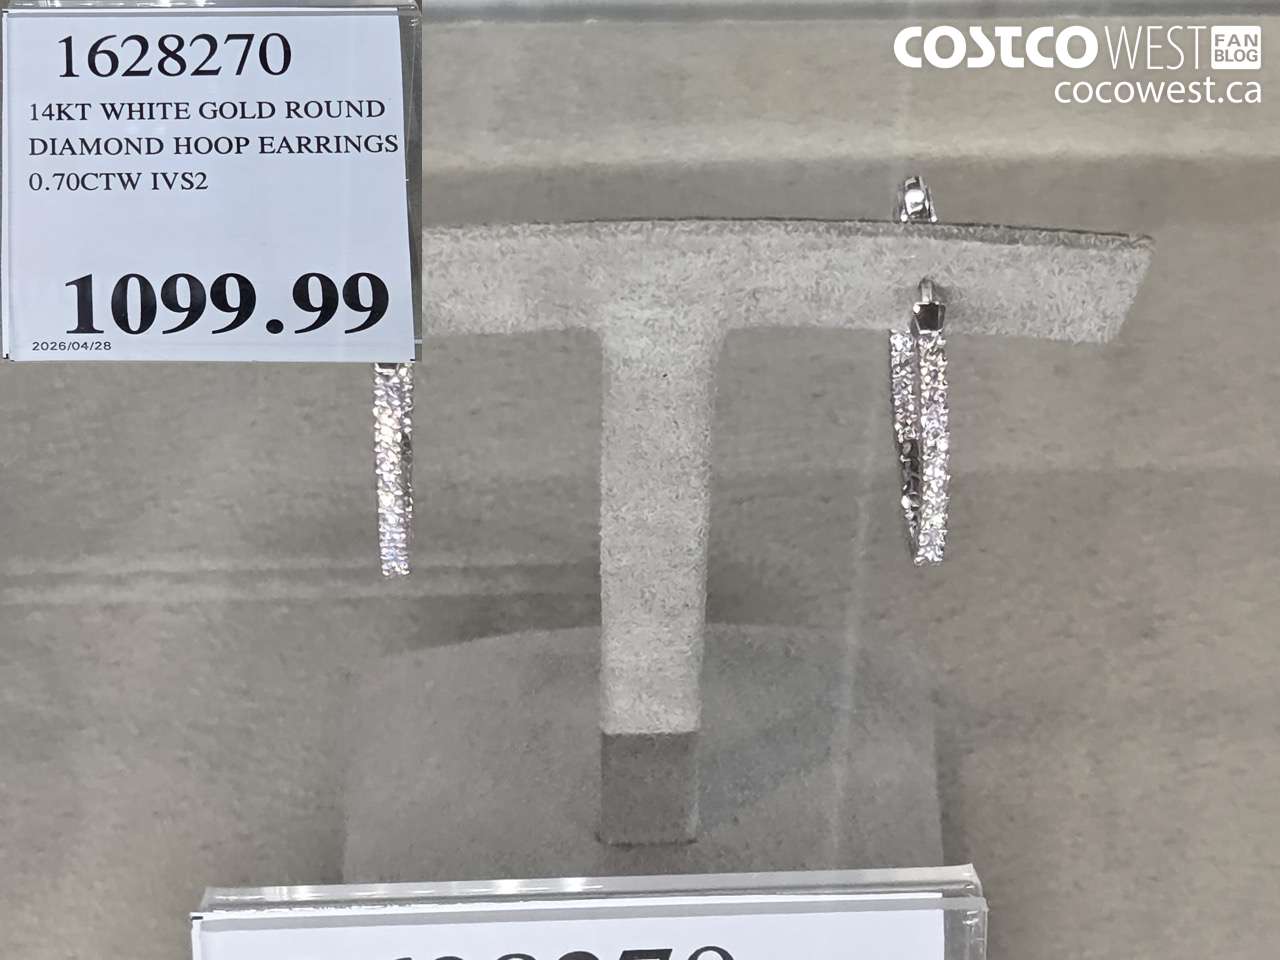 1628270
14KT WHITE GOLD ROUND
DIAMOND HOOP EARRINGS
0.70CTW IVS2
1099.99
2026/04/28
COSTCO WEST FAN BLOG
cocowest.ca